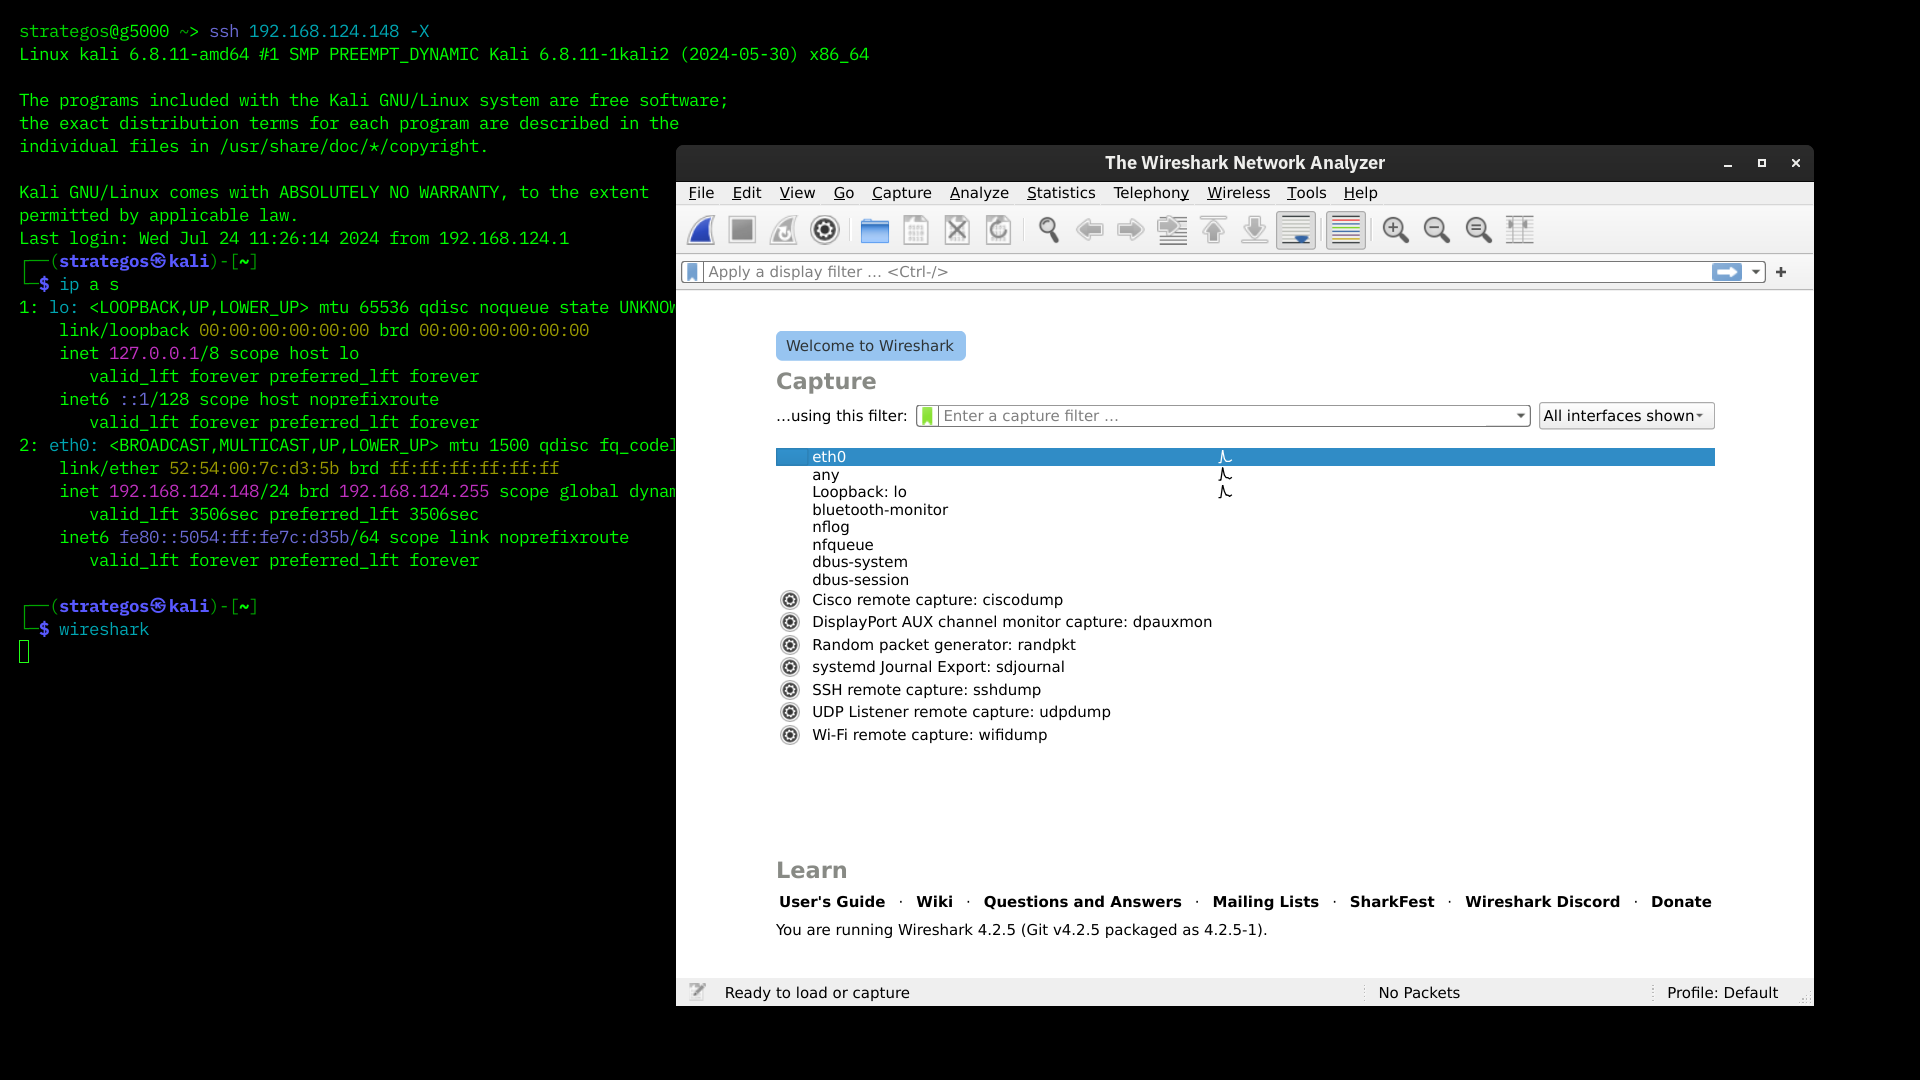 strategos@g5000 ~> ssh 192.168.124.148 -X
Linux kali 6.8.11-amd64 #1 SMP PREEMPT_DYNAMIC Kali 6.8.11-1kali2 (2024-05-30) x86_64
The programs included with the Kali GNU/Linux system are free software;
the exact distribution terms for each program are described in the
individual files in /usr/share/doc/*/copyright.
Kali GNU/Linux comes with ABSOLUTELY NO WARRANTY, to the extent
permitted by applicable law.
Last login: Wed Jul 24 11:26:14 2024 from 192.168.124.1
┌──(strategos㉿kali)-[~]
└─$ ip a s
1: lo: <LOOPBACK,UP,LOWER_UP> mtu 65536 qdisc noqueue state UNKNOW
link/loopback 00:00:00:00:00:00 brd 00:00:00:00:00:00
inet 127.0.0.1/8 scope host lo
valid_lft forever preferred_lft forever
inet6 ::1/128 scope host noprefixroute
valid_lft forever preferred_lft forever
2: eth0: <BROADCAST,MULTICAST,UP,LOWER_UP> mtu 1500 qdisc fq_codel
link/ether 52:54:00:7c:d3:5b brd ff:ff:ff:ff:ff:ff
inet 192.168.124.148/24 brd 192.168.124.255 scope global dynam
valid_lft 3506sec preferred_lft 3506sec
inet6 fe80::5054:ff:fe7c:d35b/64 scope link noprefixroute
valid_lft forever preferred_lft forever
┌──(strategos㉿kali)-[~]
└─$ wireshark
The Wireshark Network Analyzer
File Edit View Go Capture Analyze Statistics Telephony Wireless Tools Help
Apply a display filter … <Ctrl-/>
Welcome to Wireshark
Capture
…using this filter: Enter a capture filter … All interfaces shown
eth0
any
Loopback: lo
bluetooth-monitor
nflog
nfqueue
dbus-system
dbus-session
Cisco remote capture: ciscodump
DisplayPort AUX channel monitor capture: dpauxmon
Random packet generator: randpkt
systemd Journal Export: sdjournal
SSH remote capture: sshdump
UDP Listener remote capture: udpdump
Wi-Fi remote capture: wifidump
Learn
User's Guide · Wiki · Questions and Answers · Mailing Lists · SharkFest · Wireshark Discord · Donate
You are running Wireshark 4.2.5 (Git v4.2.5 packaged as 4.2.5-1).
Ready to load or capture No Packets Profile: Default